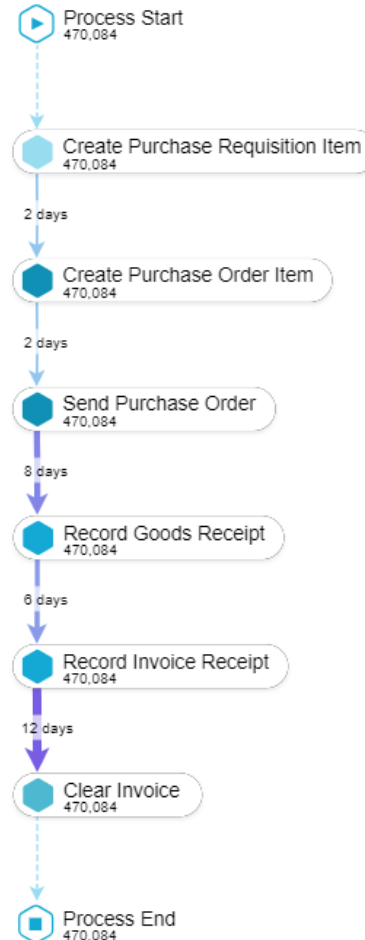 Process Start
470,084
Create Purchase Requisition Item
470,084
2 days
Create Purchase Order Item
470,084
2 days
Send Purchase Order
470,084
8 days
Record Goods Receipt
470,084
6 days
Record Invoice Receipt
470,084
12 days
Clear Invoice
470,084
Process End
470,084